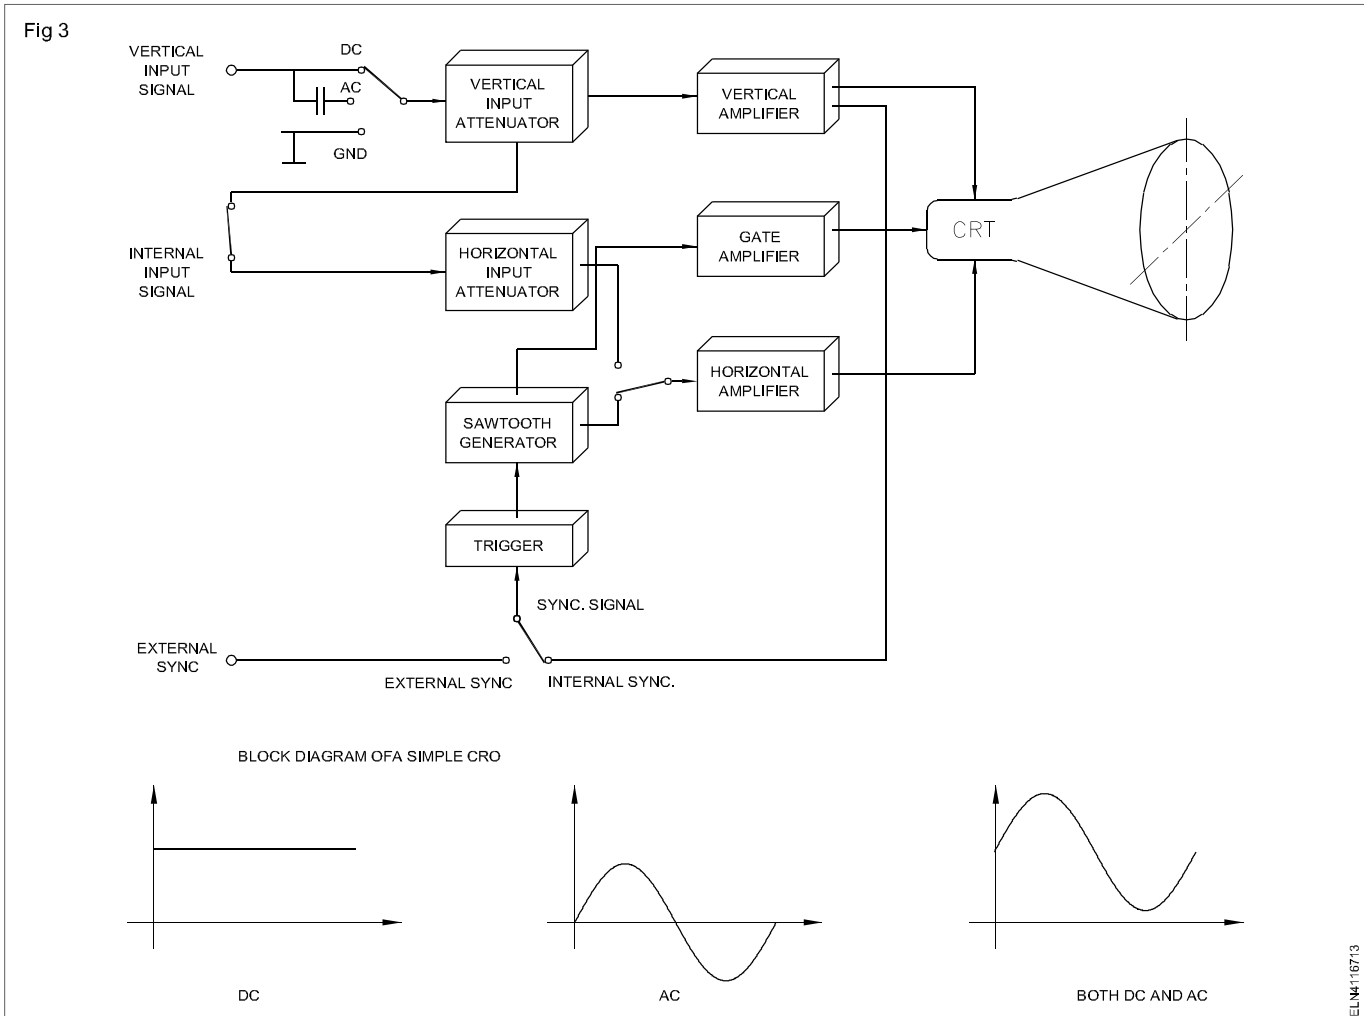 Fig 3
VERTICAL
INPUT
SIGNAL
DC
AC
GND
VERTICAL
INPUT
ATTENUATOR
VERTICAL
AMPLIFIER
INTERNAL
INPUT
SIGNAL
HORIZONTAL
INPUT
ATTENUATOR
GATE
AMPLIFIER
CRT
HORIZONTAL
AMPLIFIER
SAWTOOTH
GENERATOR
TRIGGER
SYNC. SIGNAL
EXTERNAL
SYNC
EXTERNAL SYNC
INTERNAL SYNC.
BLOCK DIAGRAM OFA SIMPLE CRO
DC
AC
BOTH DC AND AC
ELN4116713